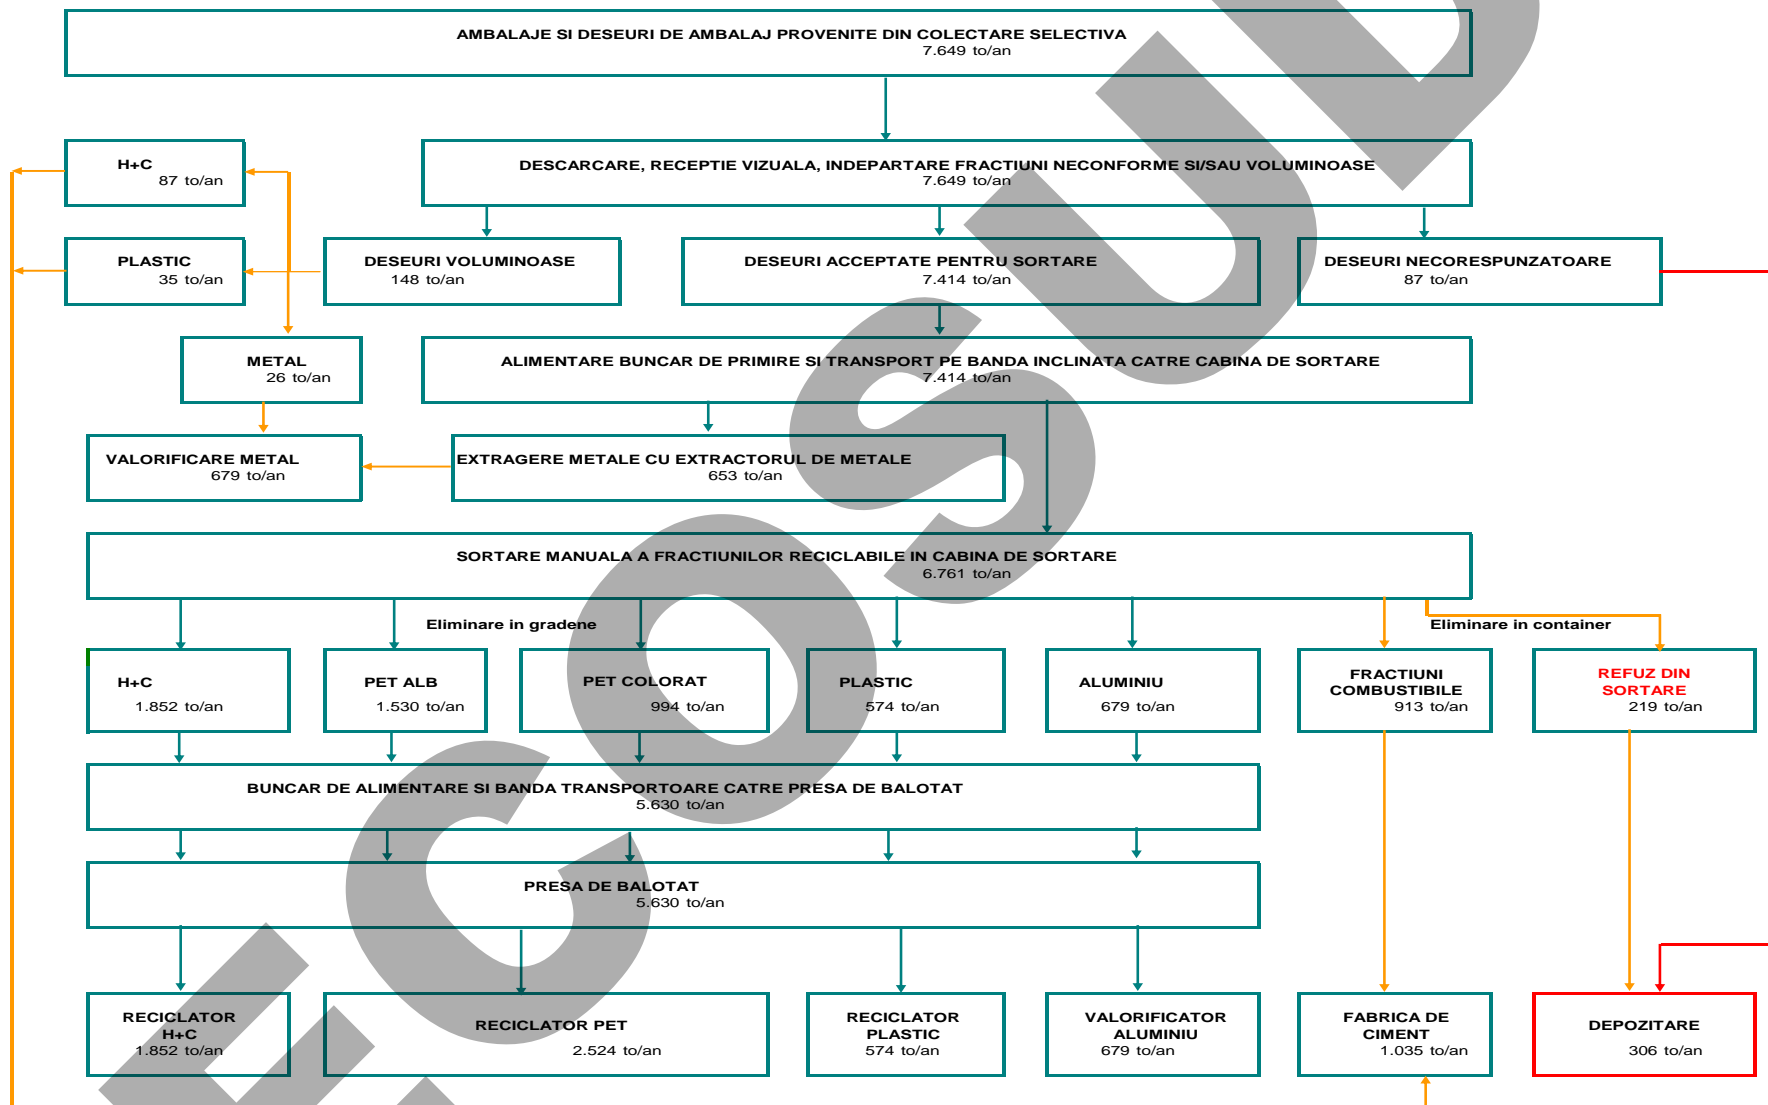 AMBALAJE SI DESEURI DE AMBALAJ PROVENITE DIN COLECTARE SELECTIVA
7.649 to/an
H+C
87 to/an
DESCARCARE, RECEPTIE VIZUALA, INDEPARTARE FRACTIUNI NECONFORME SI/SAU VOLUMINOASE
7.649 to/an
PLASTIC
35 to/an
DESEURI VOLUMINOASE
148 to/an
DESEURI ACCEPTATE PENTRU SORTARE
7.414 to/an
DESEURI NECORESPUNZATOARE
87 to/an
METAL
26 to/an
ALIMENTARE BUNCAR DE PRIMIRE SI TRANSPORT PE BANDA INCLINATA CATRE CABINA DE SORTARE
7.414 to/an
VALORIFICARE METAL
679 to/an
EXTRAGERE METALE CU EXTRACTORUL DE METALE
653 to/an
SORTARE MANUALA A FRACTIUNILOR RECICLABILE IN CABINA DE SORTARE
6.761 to/an
Eliminare in gradene
Eliminare in container
H+C
1.852 to/an
PET ALB
1.530 to/an
PET COLORAT
994 to/an
PLASTIC
574 to/an
ALUMINIU
679 to/an
FRACTIUNI
COMBUSTIBILE
913 to/an
REFUZ DIN
SORTARE
219 to/an
BUNCAR DE ALIMENTARE SI BANDA TRANSPORTOARE CATRE PRESA DE BALOTAT
5.630 to/an
PRESA DE BALOTAT
5.630 to/an
RECICLATOR
H+C
1.852 to/an
RECICLATOR PET
2.524 to/an
RECICLATOR
PLASTIC
574 to/an
VALORIFICATOR
ALUMINIU
679 to/an
FABRICA DE
CIMENT
1.035 to/an
DEPOZITARE
306 to/an
ECOSUD